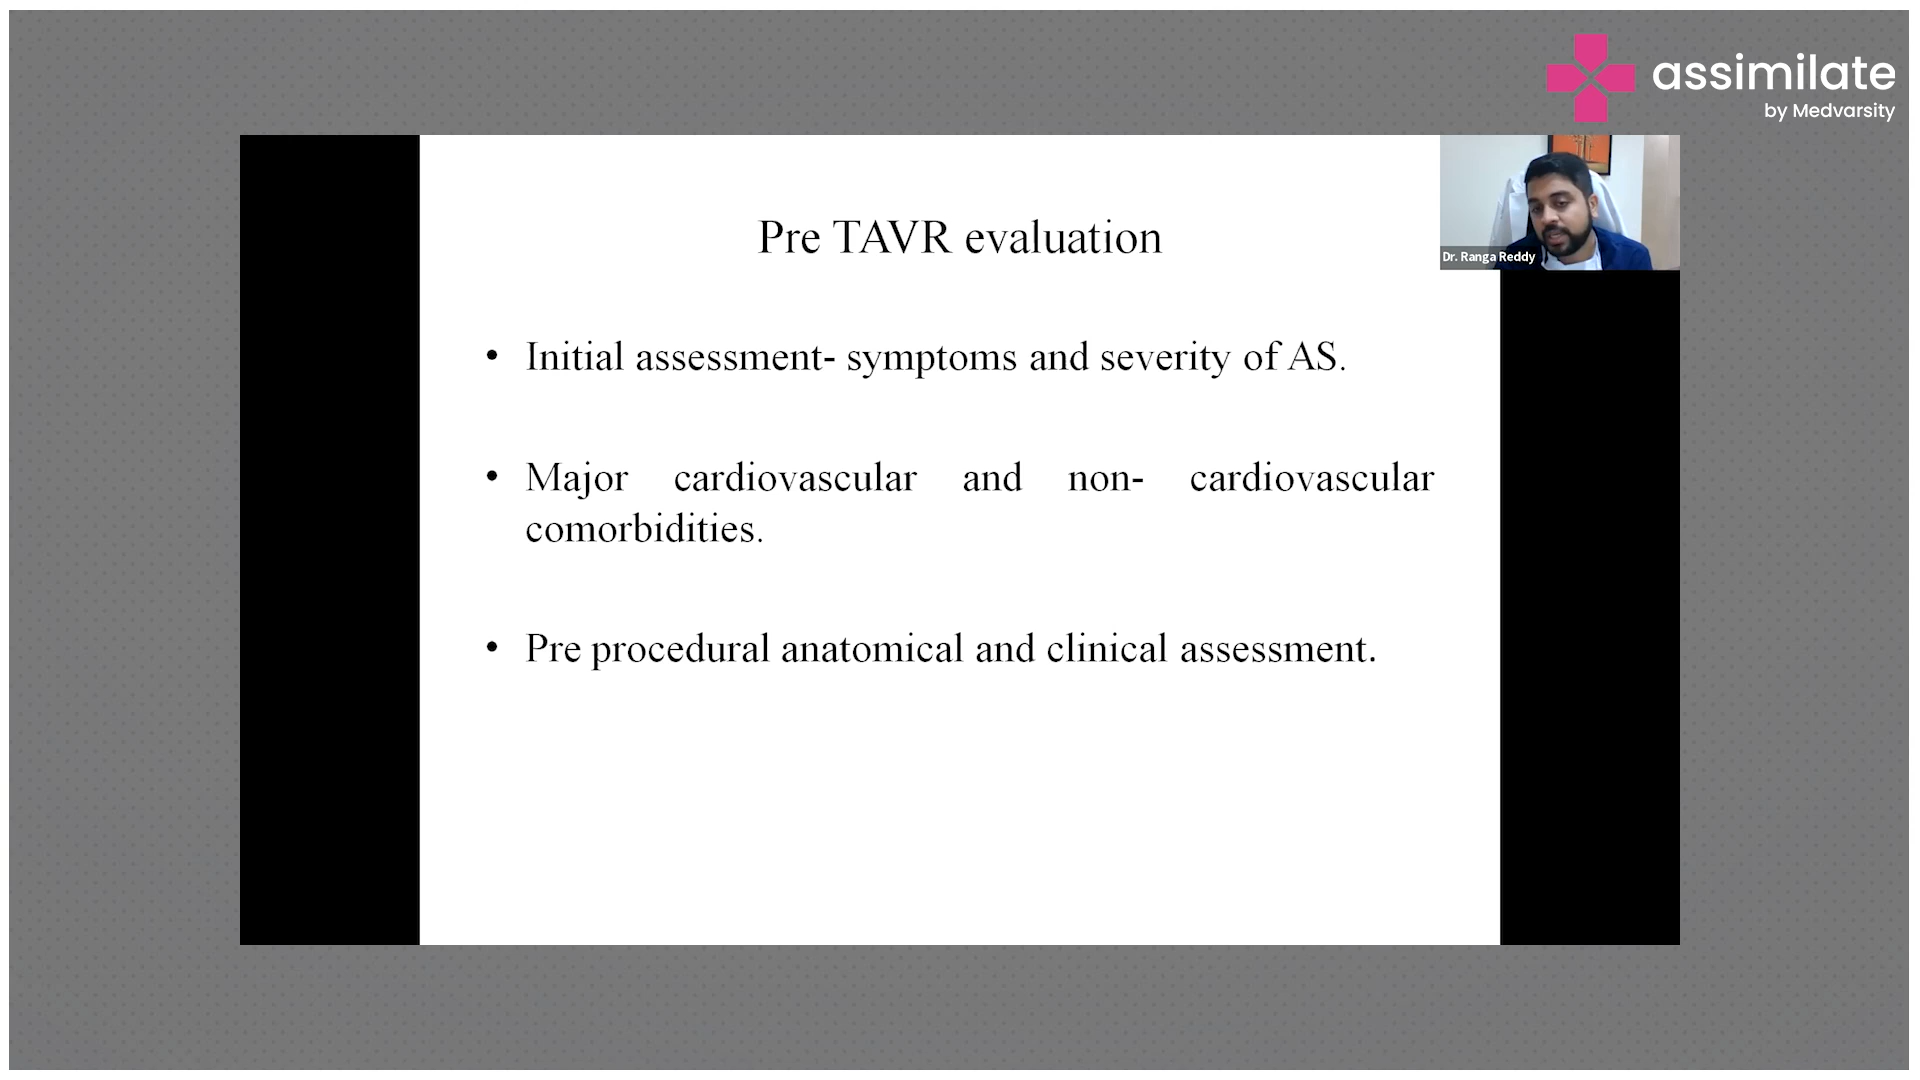 assimilate
by Medvarsity
Dr. Ranga Reddy
Pre TAVR evaluation
• Initial assessment- symptoms and severity of AS.
• Major cardiovascular and non- cardiovascular
comorbidities.
• Pre procedural anatomical and clinical assessment.